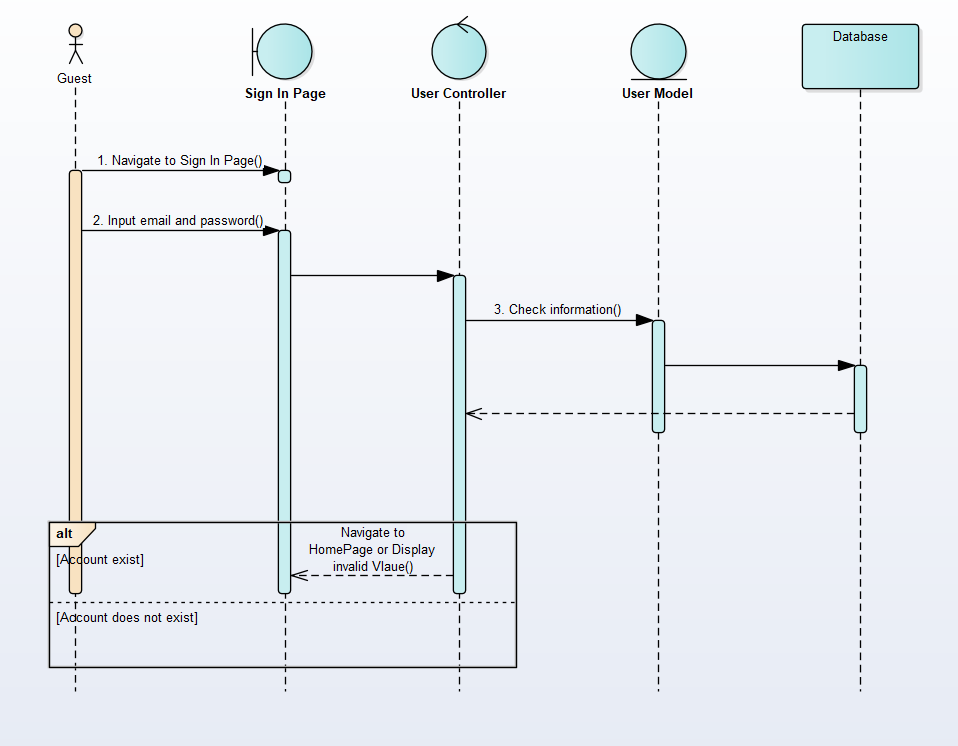 Guest
Sign In Page
User Controller
User Model
Database
1. Navigate to Sign In Page()
2. Input email and password()
3. Check information()
alt
Navigate to
HomePage or Display
invalid Vlaue()
[Account exist]
[Account does not exist]